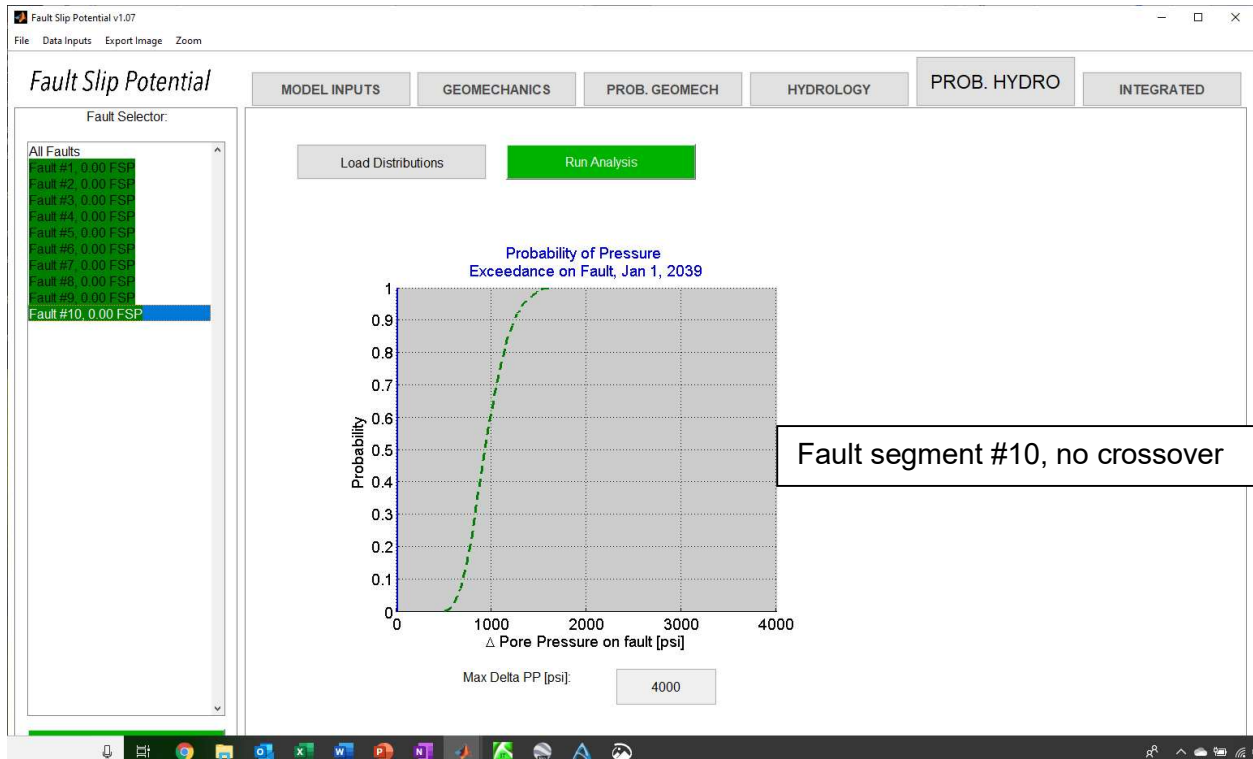 Fault Slip Potential v1.07
File Data Inputs Export Image Zoom
Fault Slip Potential
MODEL INPUTS
GEOMECHANICS
PROB. GEOMECH
HYDROLOGY
PROB. HYDRO
INTEGRATED
Fault Selector:
All Faults
Fault #1, 0.00 FSP
Fault #2, 0.00 FSP
Fault #3, 0.00 FSP
Fault #4, 0.00 FSP
Fault #5, 0.00 FSP
Fault #6, 0.00 FSP
Fault #7, 0.00 FSP
Fault #8, 0.00 FSP
Fault #9, 0.00 FSP
Fault #10, 0.00 FSP
Load Distributions
Run Analysis
Probability of Pressure
Exceedance on Fault, Jan 1, 2039
1
0.9
0.8
0.7
0.6
0.5
0.4
0.3
0.2
0.1
0
Probability
0 1000 2000 3000 4000
Δ Pore Pressure on fault [psi]
Max Delta PP [psi]:
4000
Fault segment #10, no crossover